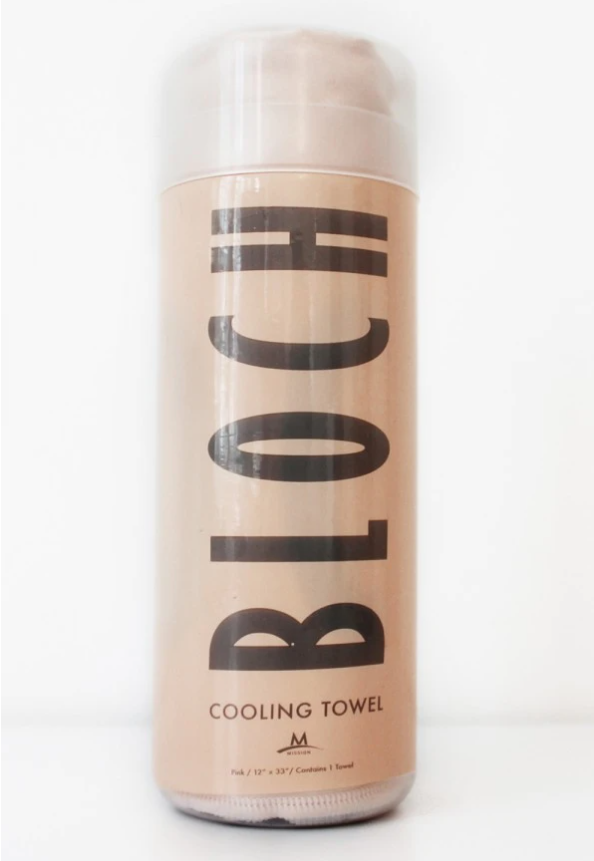 BLOCH
COOLING TOWEL
M
MISSION
Pink / 12" x 33"/ Contains 1 Towel